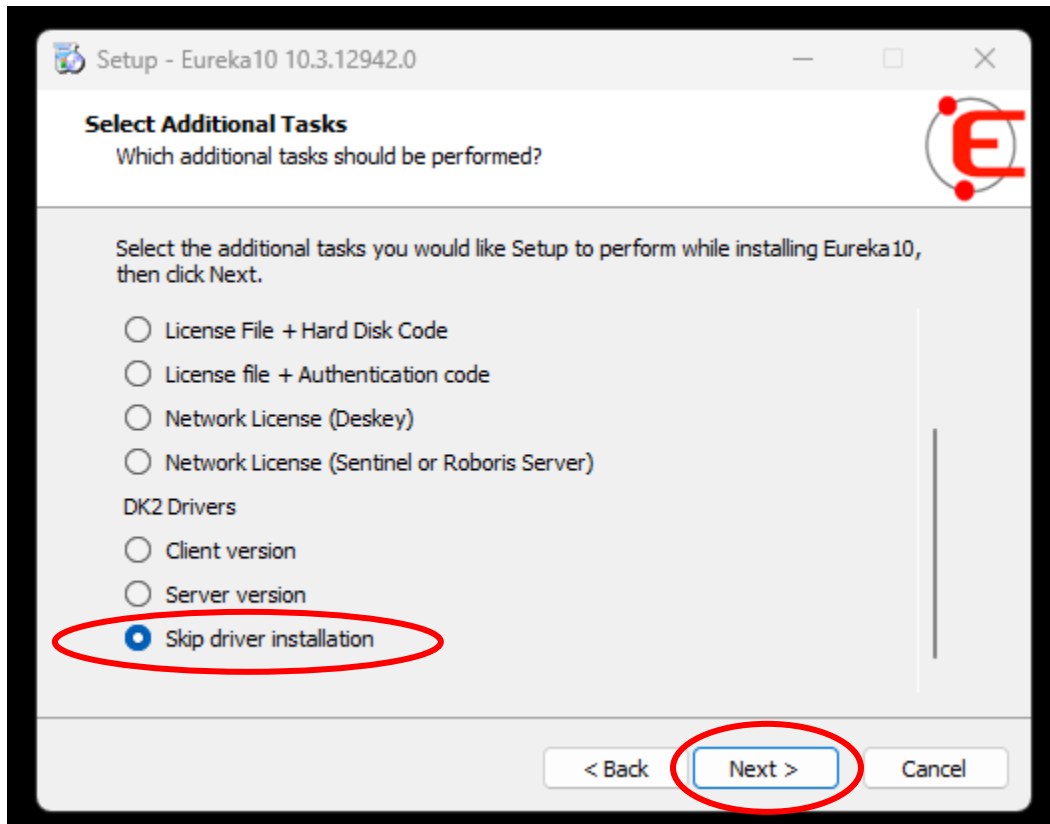 Setup - Eureka10 10.3.12942.0
Select Additional Tasks
Which additional tasks should be performed?
Select the additional tasks you would like Setup to perform while installing Eureka10,
then click Next.
License File + Hard Disk Code
License file + Authentication code
Network License (Deskey)
Network License (Sentinel or Roboris Server)
DK2 Drivers
Client version
Server version
Skip driver installation
< Back Next > Cancel